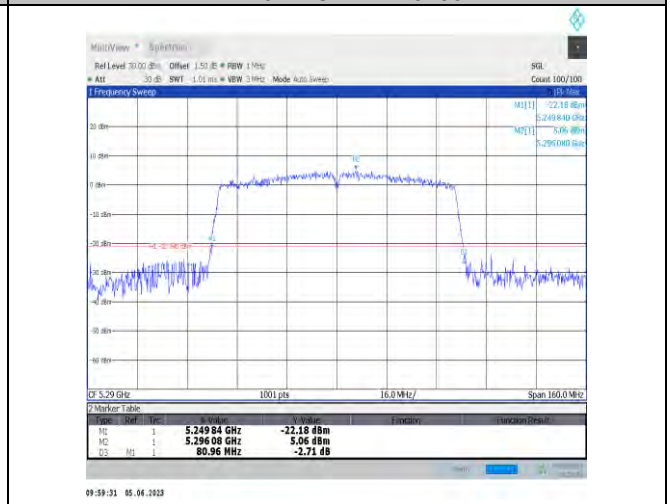 MultiView Spectrum
Ref Level 30.00 dBm Offset 1.50 dB RBW 1 MHz SGL
Att 30 dB SWT 1.01 ms VBW 3 MHz Mode Auto Sweep Count 100/100
1 Frequency Sweep 1Pk Max
M1[1] -22.18 dBm
5.249840 GHz
M2[1] 5.06 dBm
5.296080 GHz
20 dBm
10 dBm
0 dBm
-10 dBm
-20 dBm
-30 dBm
-40 dBm
-50 dBm
-60 dBm
M2
M1
CF 5.29 GHz 1001 pts 16.0 MHz/ Span 160.0 MHz
2 Marker Table
Type Ref Trc X-Value Y-Value Function Function Result
M1 1 5.249 84 GHz -22.18 dBm
M2 1 5.296 08 GHz 5.06 dBm
D3 M1 1 80.96 MHz -2.71 dB
09:59:31 05.06.2023